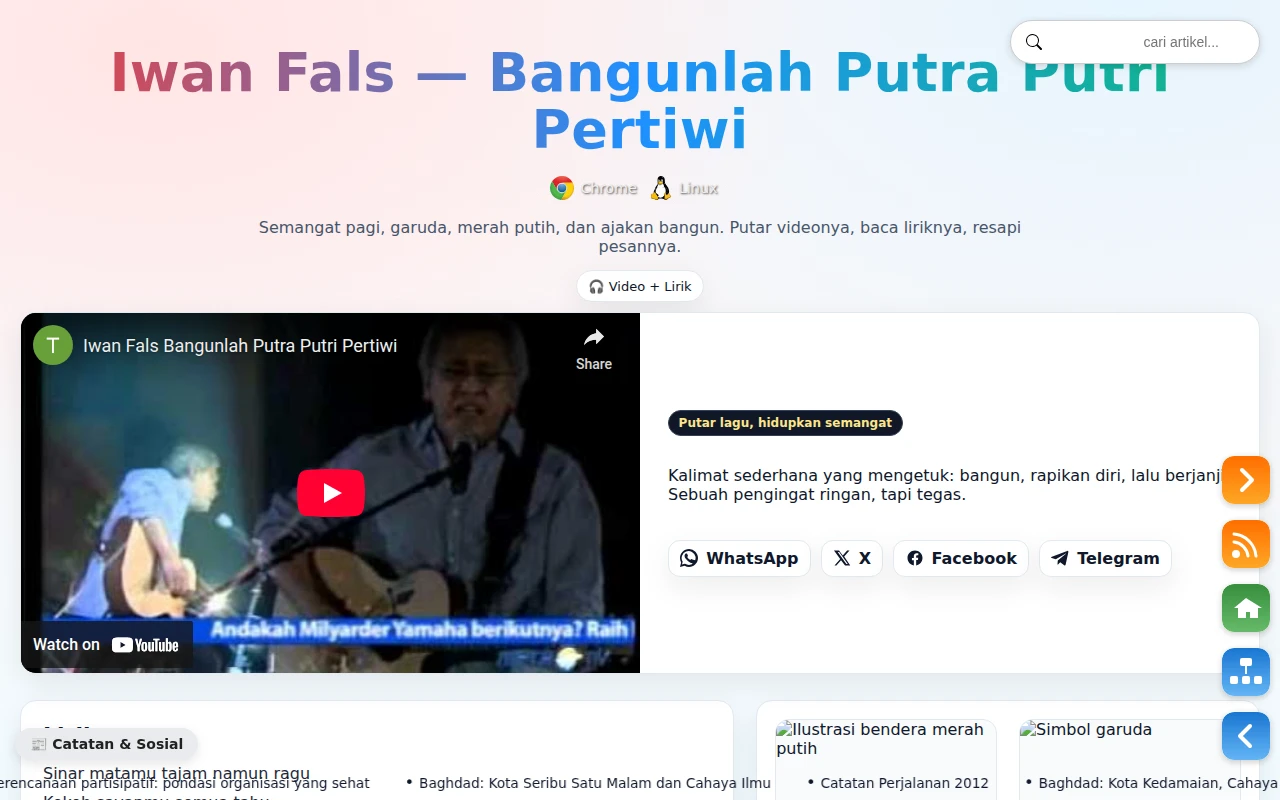 cari artikel...
Iwan Fals — Bangunlah Putra Putri
Pertiwi
Chrome Linux
Semangat pagi, garuda, merah putih, dan ajakan bangun. Putar videonya, baca liriknya, resapi
pesannya.
🎧 Video + Lirik
T Iwan Fals Bangunlah Putra Putri Pertiwi
Share
Andakah Milyarder Yamaha berikutnya? Raih
Watch on YouTube
Putar lagu, hidupkan semangat
Kalimat sederhana yang mengetuk: bangun, rapikan diri, lalu berjanji
Sebuah pengingat ringan, tapi tegas.
WhatsApp X Facebook Telegram
📰 Catatan & Sosial
Sinar matamu tajam namun ragu
Ilustrasi bendera merah
putih
Simbol garuda
erencanaan partisipatif: pondasi organisasi yang sehat
• Baghdad: Kota Seribu Satu Malam dan Cahaya Ilmu
• Catatan Perjalanan 2012
• Baghdad: Kota Kedamaian, Cahaya